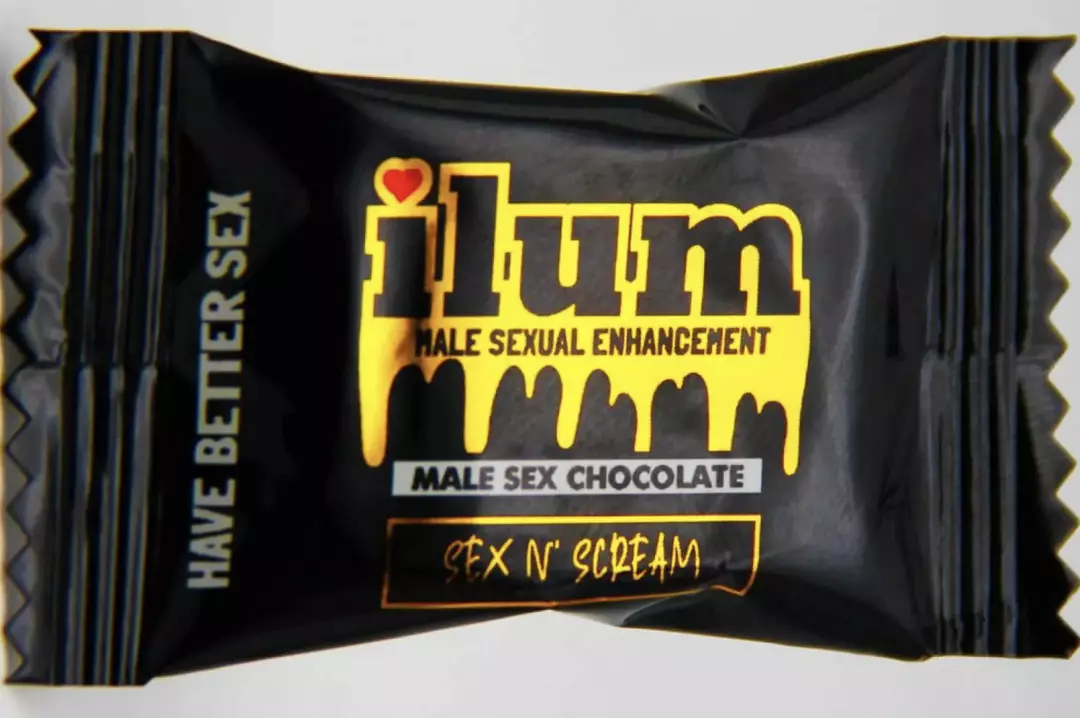 HAVE BETTER SEX
ilum
MALE SEXUAL ENHANCEMENT
MALE SEX CHOCOLATE
SEX N' SCREAM